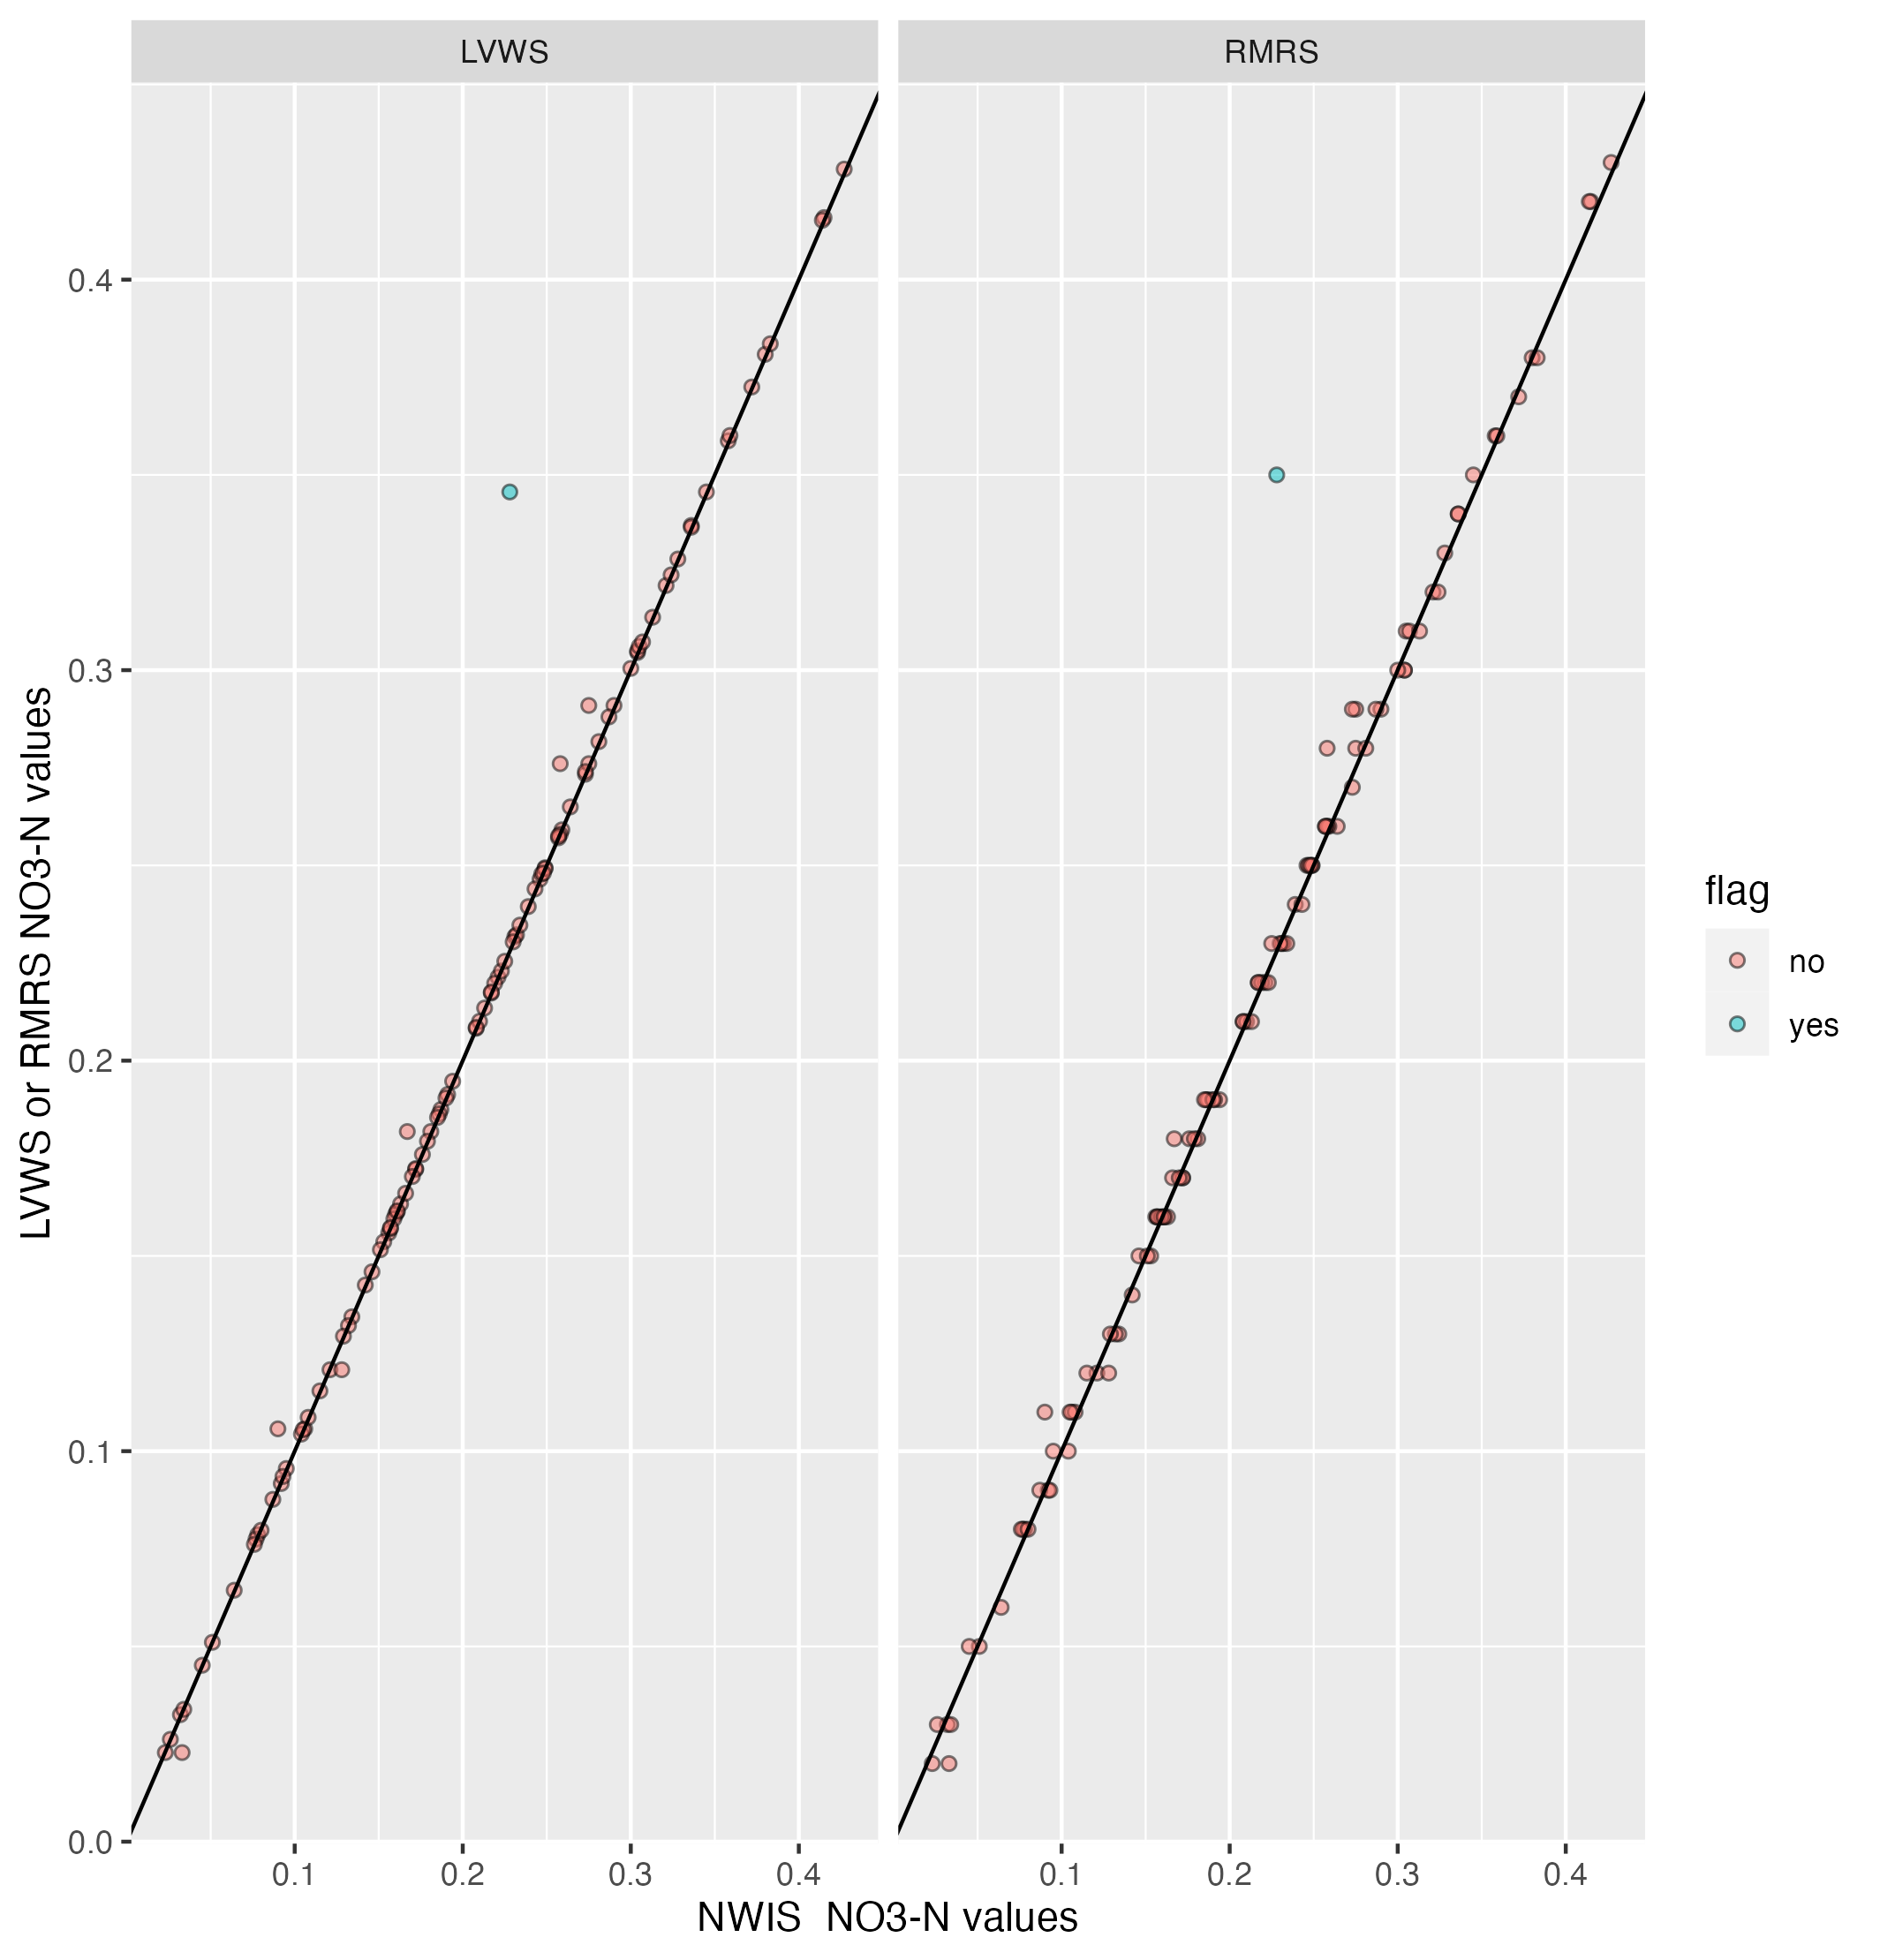 LVWS RMRS
LVWS or RMRS NO3-N values
0.4
0.3
0.2
0.1
0.0
0.1 0.2 0.3 0.4 0.1 0.2 0.3 0.4
NWIS  NO3-N values
flag
no
yes